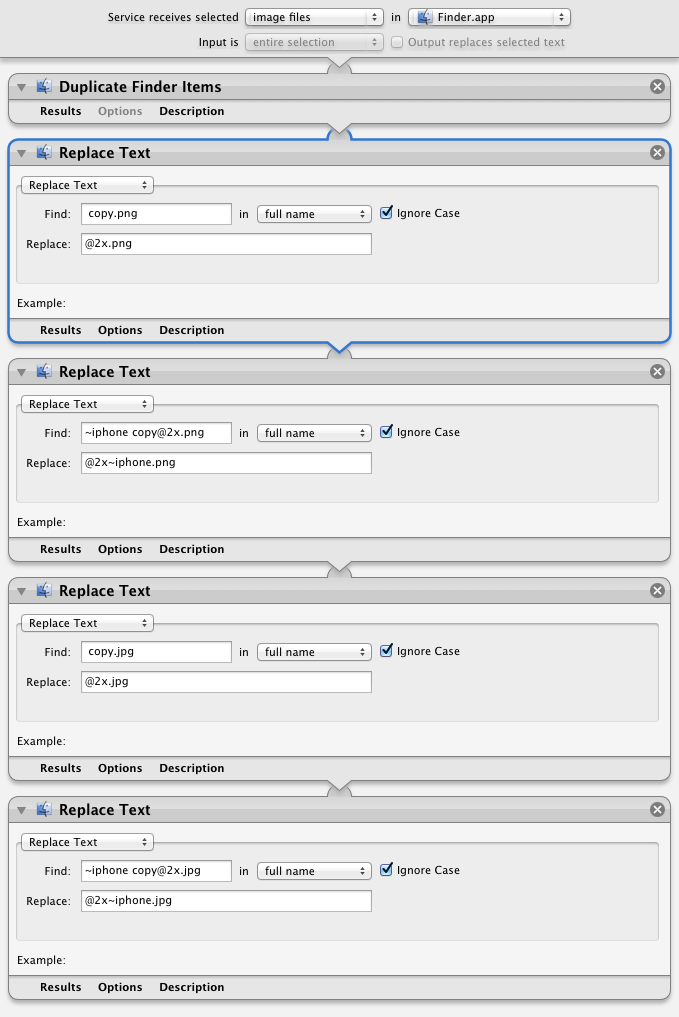 Service receives selected image files in Finder.app
Input is entire selection Output replaces selected text
Duplicate Finder Items
Results Options Description
Replace Text
Replace Text
Find: copy.png in full name Ignore Case
Replace: @2x.png
Example:
Results Options Description
Replace Text
Replace Text
Find: ~iphone copy@2x.png in full name Ignore Case
Replace: @2x~iphone.png
Example:
Results Options Description
Replace Text
Replace Text
Find: copy.jpg in full name Ignore Case
Replace: @2x.jpg
Example:
Results Options Description
Replace Text
Replace Text
Find: ~iphone copy@2x.jpg in full name Ignore Case
Replace: @2x~iphone.jpg
Example:
Results Options Description